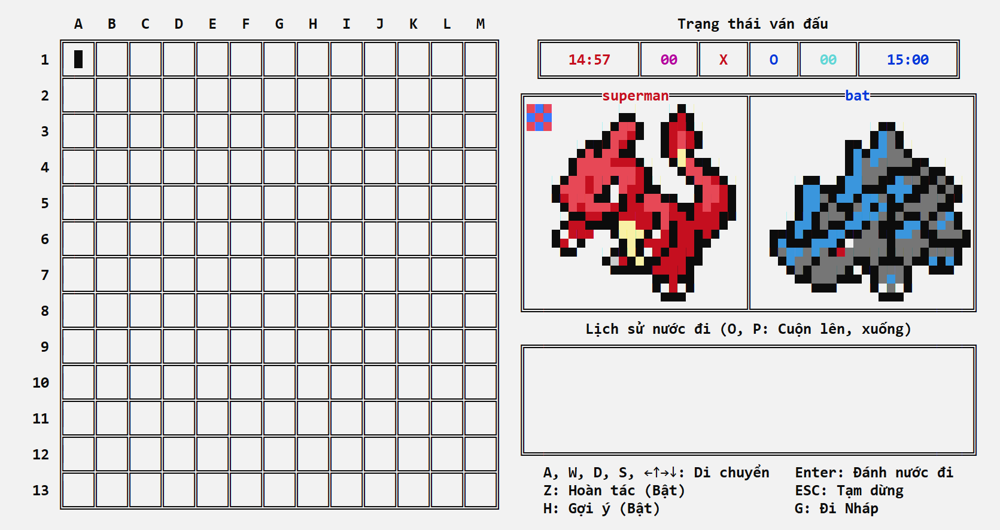 A B C D E F G H I J K L M
1
2
3
4
5
6
7
8
9
10
11
12
13
Trạng thái ván đấu
14:57 00 X O 00 15:00
superman bat
Lịch sử nước đi (O, P: Cuộn lên, xuống)
A, W, D, S, ←↑→↓: Di chuyển Enter: Đánh nước đi
Z: Hoàn tác (Bật) ESC: Tạm dừng
H: Gợi ý (Bật) G: Đi Nháp